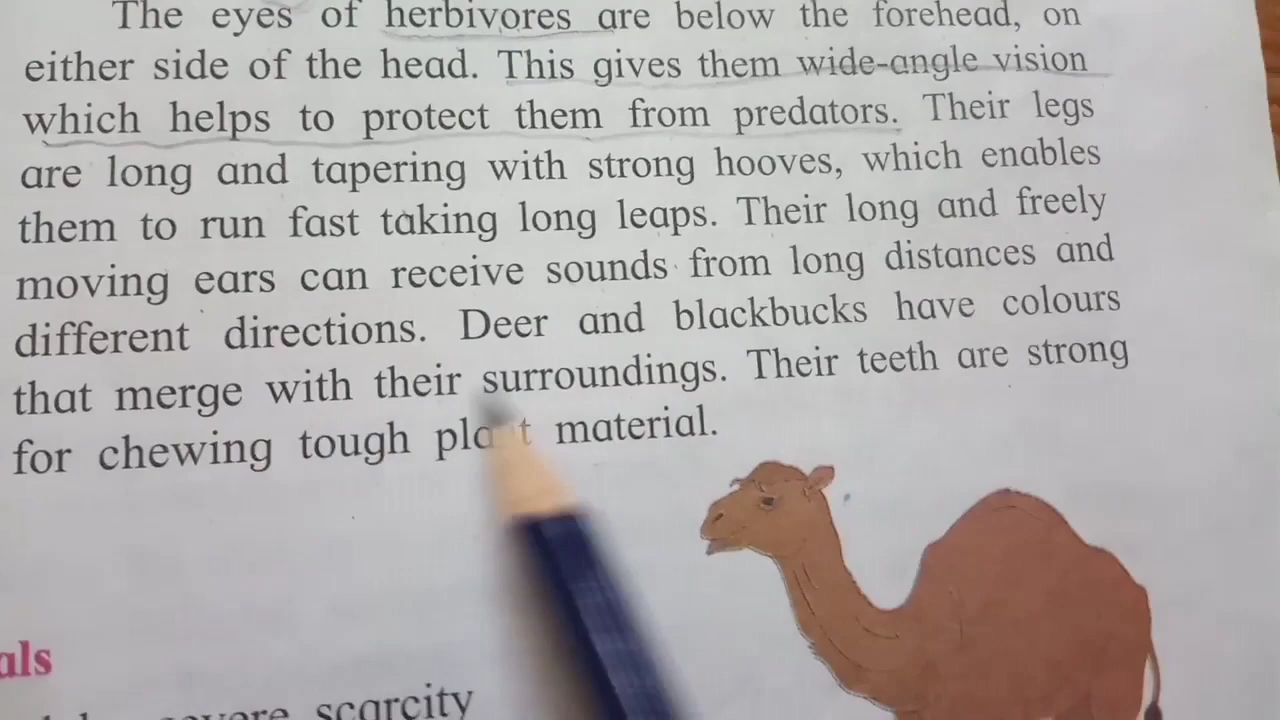 The eyes of herbivores are below the forehead, on
either side of the head. This gives them wide-angle vision
which helps to protect them from predators. Their legs
are long and tapering with strong hooves, which enables
them to run fast taking long leaps. Their long and freely
moving ears can receive sounds from long distances and
different directions. Deer and blackbucks have colours
that merge with their surroundings. Their teeth are strong
for chewing tough plant material.
als
severe scarcity